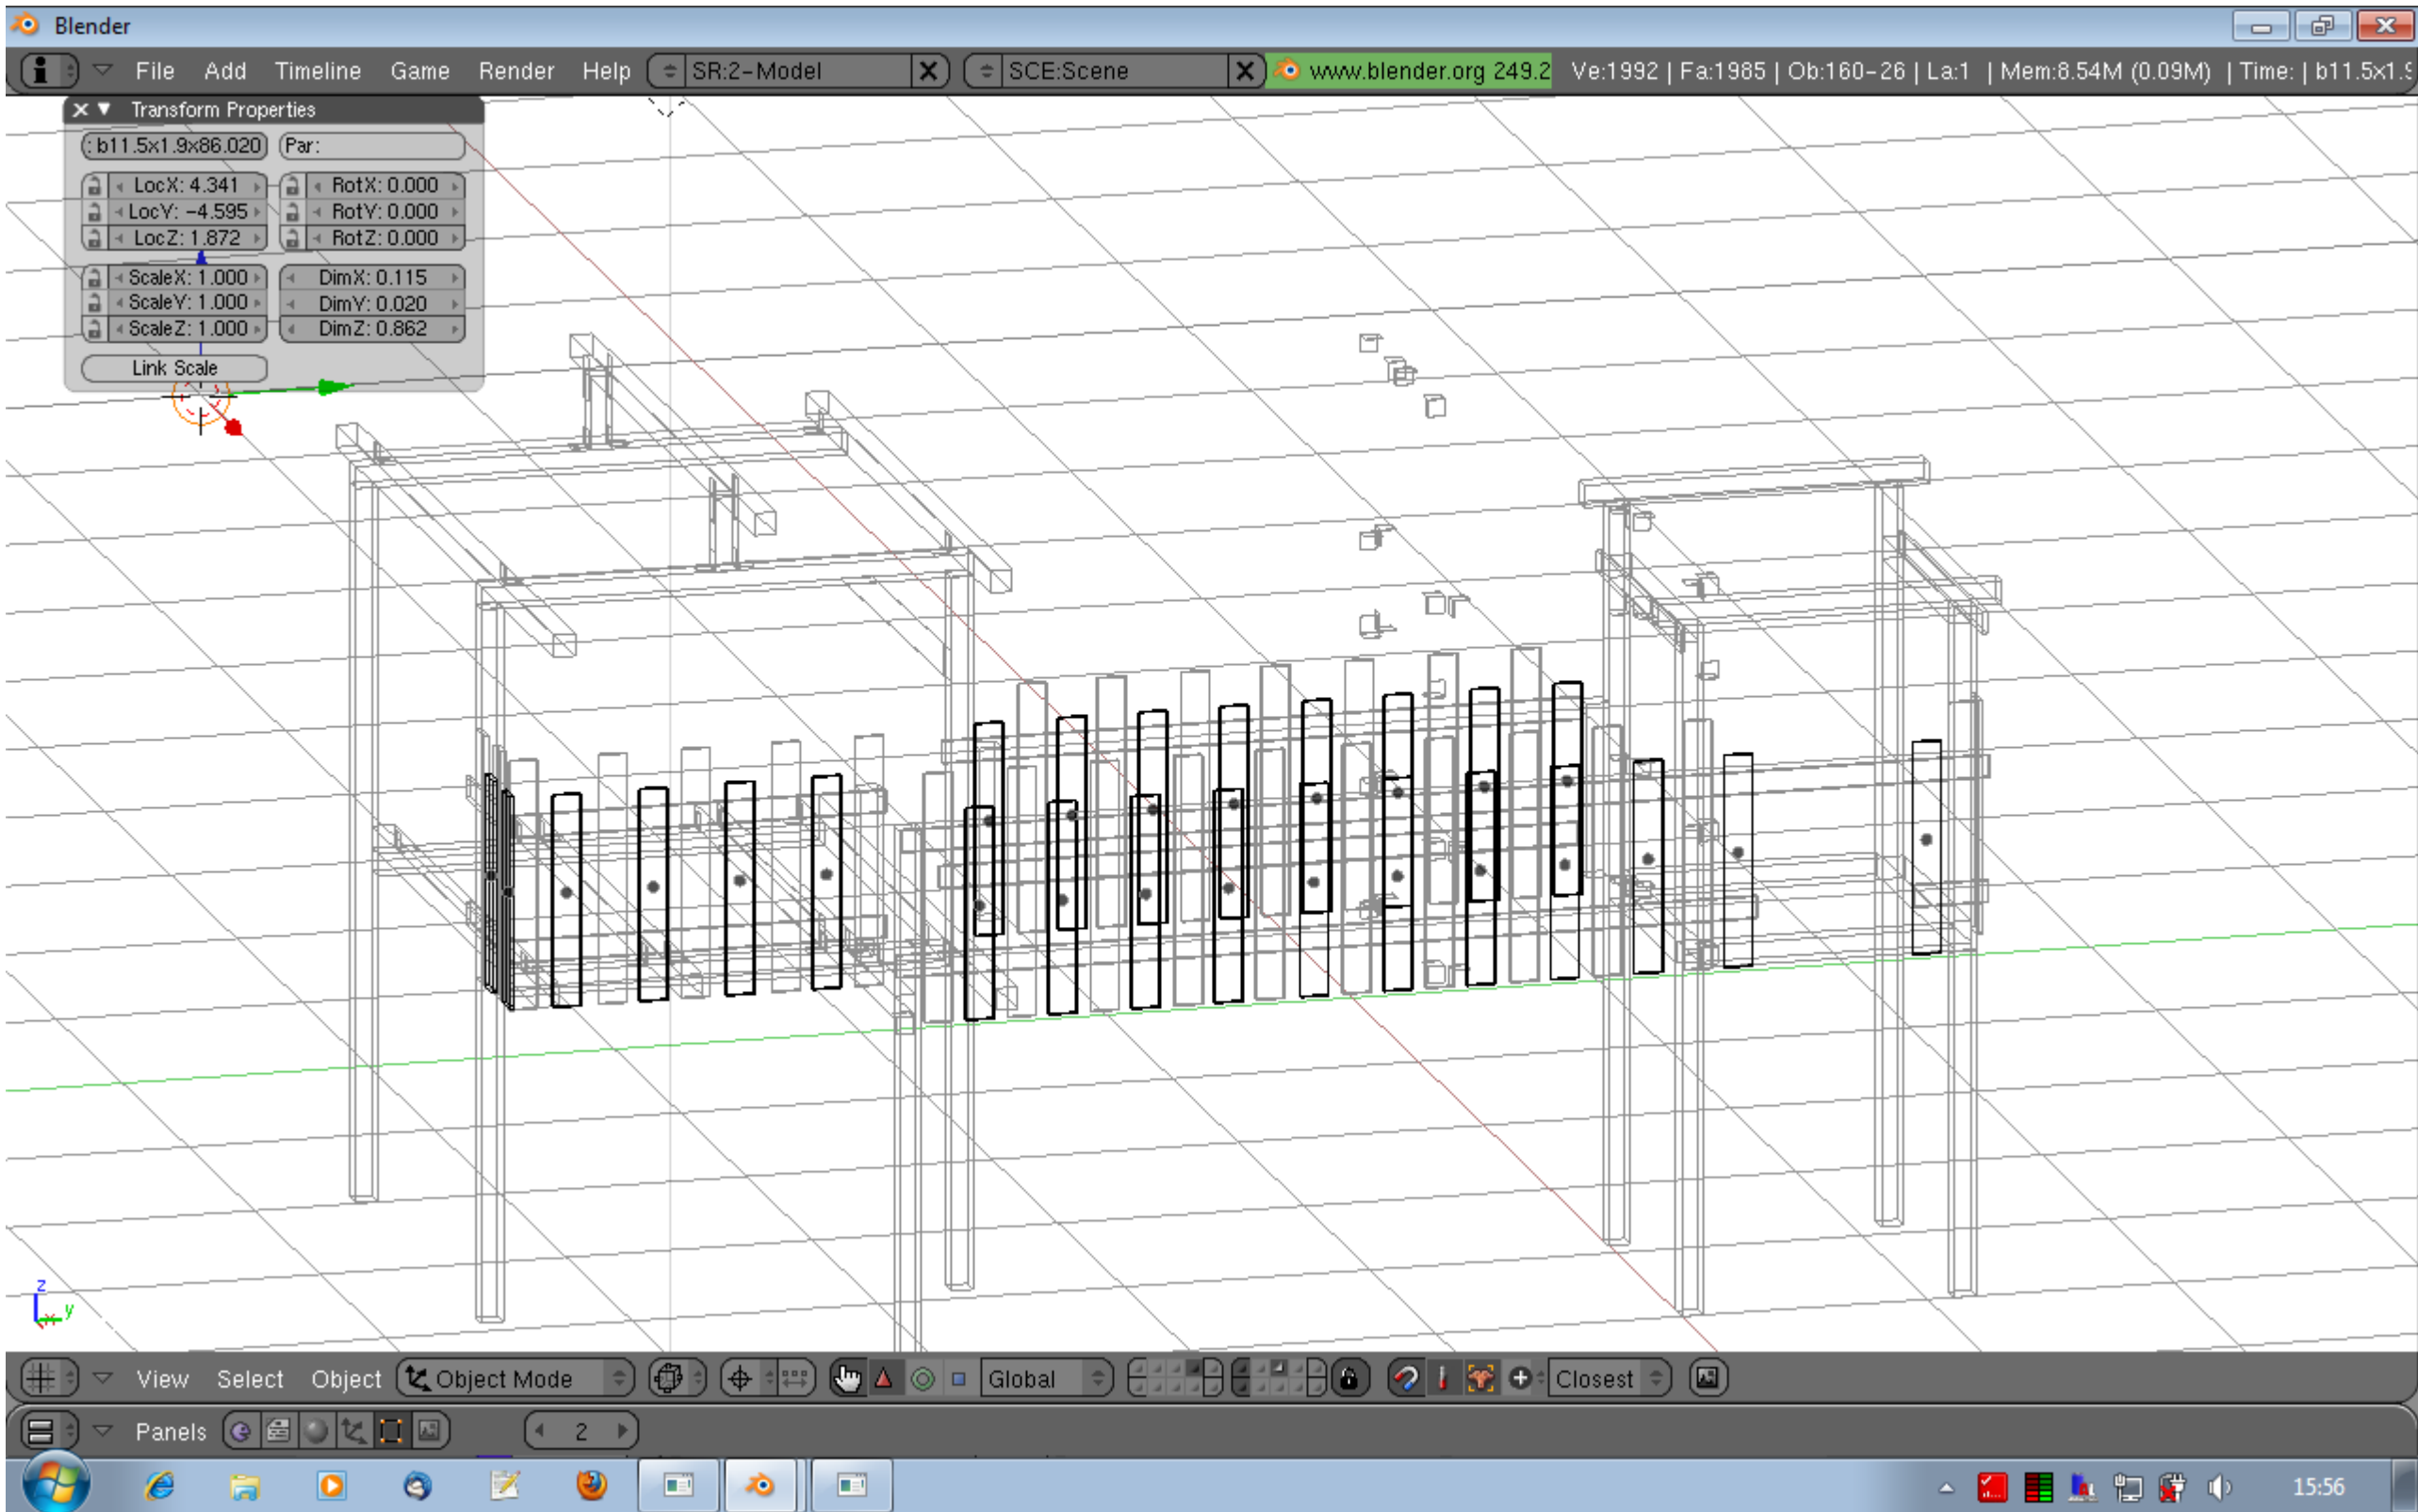 Blender
File Add Timeline Game Render Help SR:2-Model SCE:Scene www.blender.org 249.2 Ve:1992 | Fa:1985 | Ob:160-26 | La:1 | Mem:8.54M (0.09M) | Time: | b11.5x1.9
Transform Properties
: b11.5x1.9x86.020 Par:
LocX: 4.341 RotX: 0.000
LocY: -4.595 RotY: 0.000
LocZ: 1.872 RotZ: 0.000
ScaleX: 1.000 DimX: 0.115
ScaleY: 1.000 DimY: 0.020
ScaleZ: 1.000 DimZ: 0.862
Link Scale
z
y
View Select Object Object Mode Global Closest
Panels 2
15:56